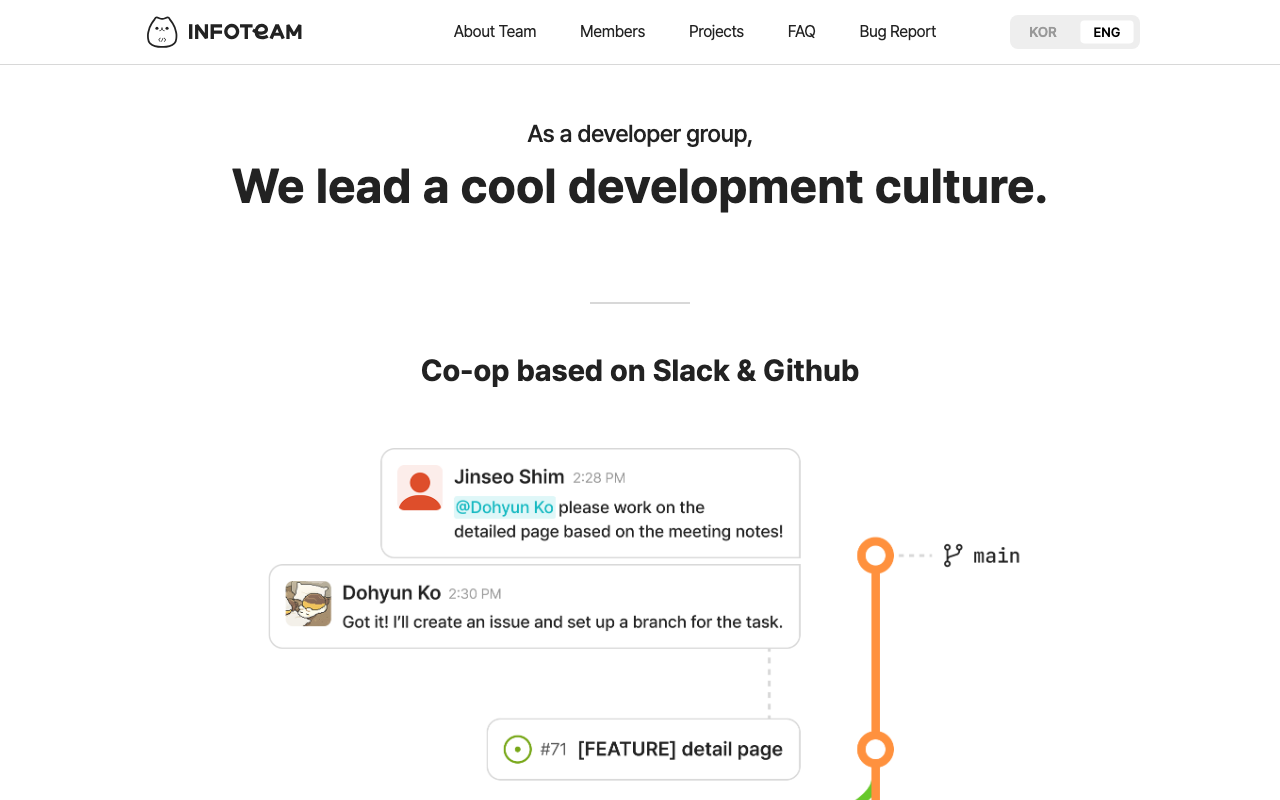 INFOTEAM
About Team
Members
Projects
FAQ
Bug Report
KOR
ENG
As a developer group,
We lead a cool development culture.
Co-op based on Slack & Github
Jinseo Shim 2:28 PM
@Dohyun Ko please work on the
detailed page based on the meeting notes!
main
Dohyun Ko 2:30 PM
Got it! I’ll create an issue and set up a branch for the task.
#71 [FEATURE] detail page